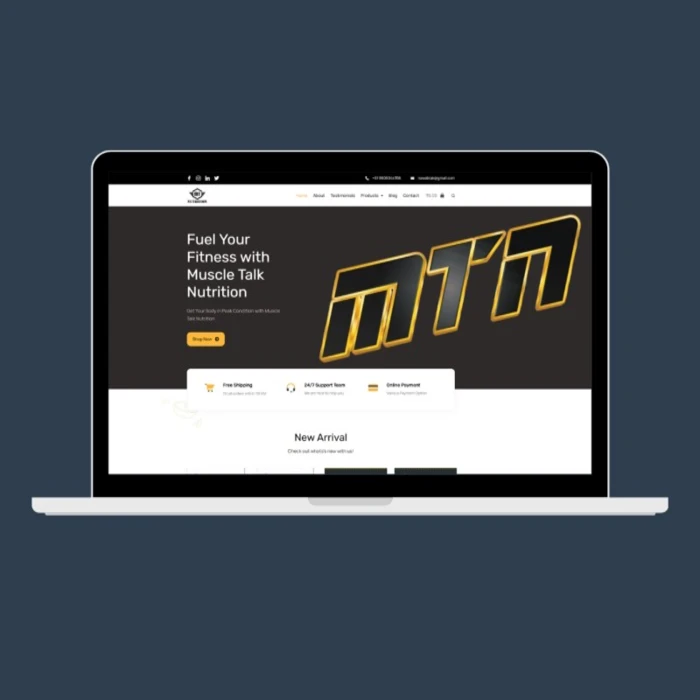 Home About Testimonials Products Blog Contact
Fuel Your
Fitness with
Muscle Talk
Nutrition
Get Your Body in Peak Condition with Muscle
Talk Nutrition
Shop Now
mTn
Free Shipping
24/7 Support Team
Online Payment
New Arrival
Check out what's new with us!